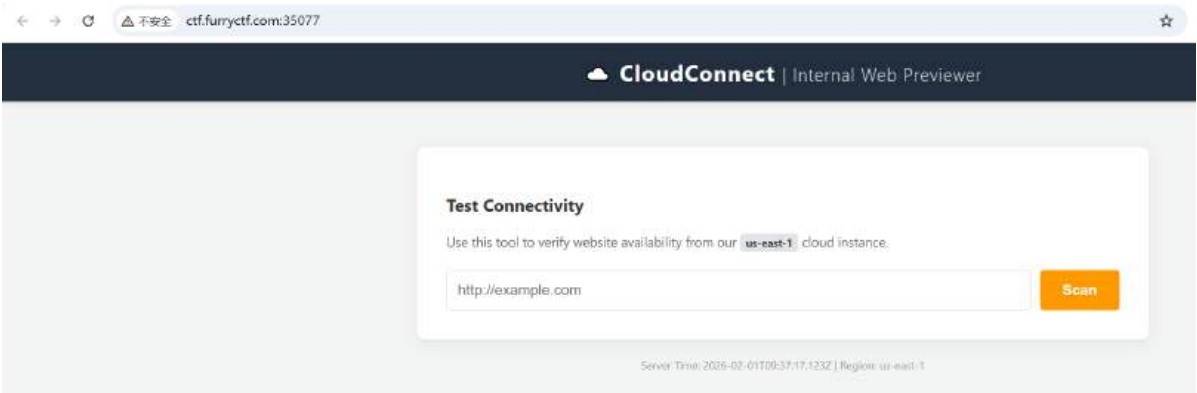 不安全 ctf.furryctf.com:35077
CloudConnect | Internal Web Previewer
Test Connectivity
Use this tool to verify website availability from our us-east-1 cloud instance.
http://example.com Scan
Server Time: 2026-02-01T09:37:17.123Z | Region: us-east-1